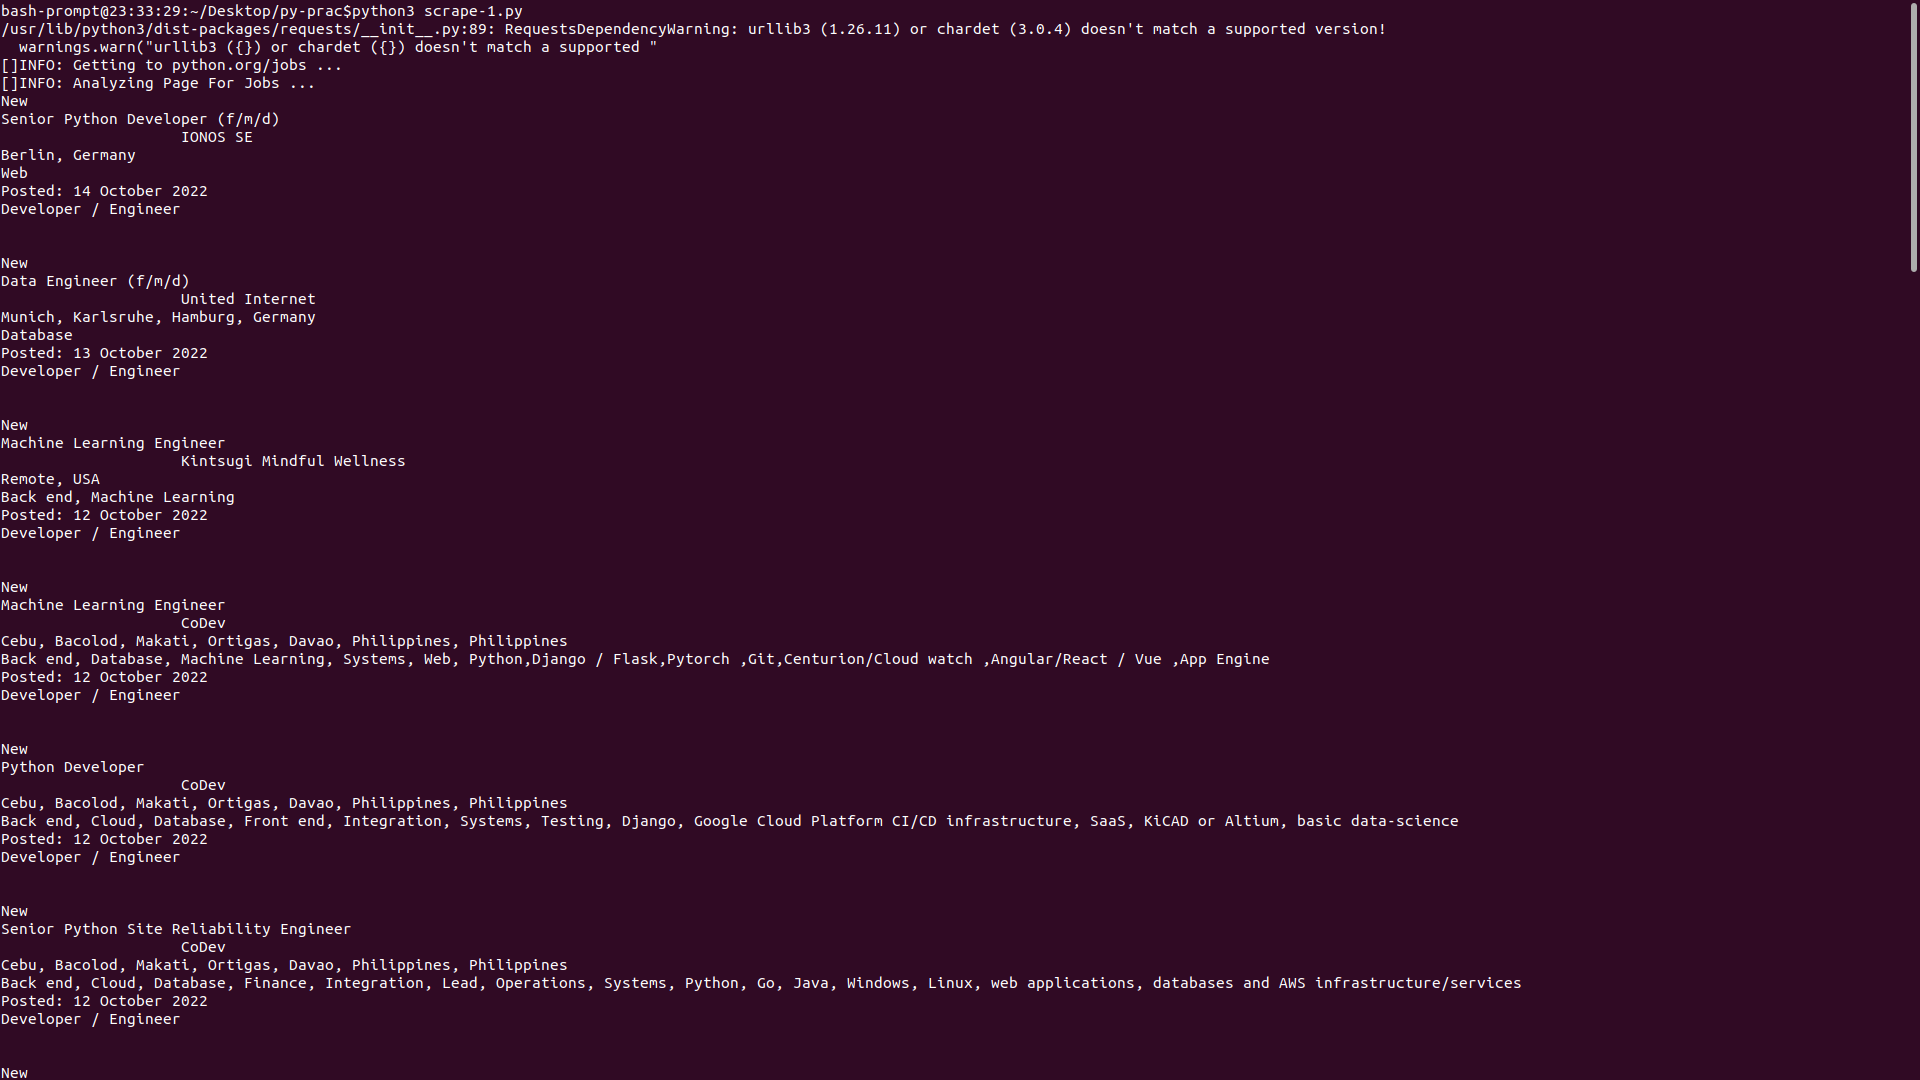 bash-prompt@23:33:29:~/Desktop/py-prac$python3 scrape-1.py
/usr/lib/python3/dist-packages/requests/__init__.py:89: RequestsDependencyWarning: urllib3 (1.26.11) or chardet (3.0.4) doesn't match a supported version!
  warnings.warn("urllib3 ({}) or chardet ({}) doesn't match a supported "
[]INFO: Getting to python.org/jobs ...
[]INFO: Analyzing Page For Jobs ...
New
Senior Python Developer (f/m/d)
                    IONOS SE
Berlin, Germany
Web
Posted: 14 October 2022
Developer / Engineer

New
Data Engineer (f/m/d)
                    United Internet
Munich, Karlsruhe, Hamburg, Germany
Database
Posted: 13 October 2022
Developer / Engineer

New
Machine Learning Engineer
                    Kintsugi Mindful Wellness
Remote, USA
Back end, Machine Learning
Posted: 12 October 2022
Developer / Engineer

New
Machine Learning Engineer
                    CoDev
Cebu, Bacolod, Makati, Ortigas, Davao, Philippines, Philippines
Back end, Database, Machine Learning, Systems, Web, Python,Django / Flask,Pytorch ,Git,Centurion/Cloud watch ,Angular/React / Vue ,App Engine
Posted: 12 October 2022
Developer / Engineer

New
Python Developer
                    CoDev
Cebu, Bacolod, Makati, Ortigas, Davao, Philippines, Philippines
Back end, Cloud, Database, Front end, Integration, Systems, Testing, Django, Google Cloud Platform CI/CD infrastructure, SaaS, KiCAD or Altium, basic data-science
Posted: 12 October 2022
Developer / Engineer

New
Senior Python Site Reliability Engineer
                    CoDev
Cebu, Bacolod, Makati, Ortigas, Davao, Philippines, Philippines
Back end, Cloud, Database, Finance, Integration, Lead, Operations, Systems, Python, Go, Java, Windows, Linux, web applications, databases and AWS infrastructure/services
Posted: 12 October 2022
Developer / Engineer

New